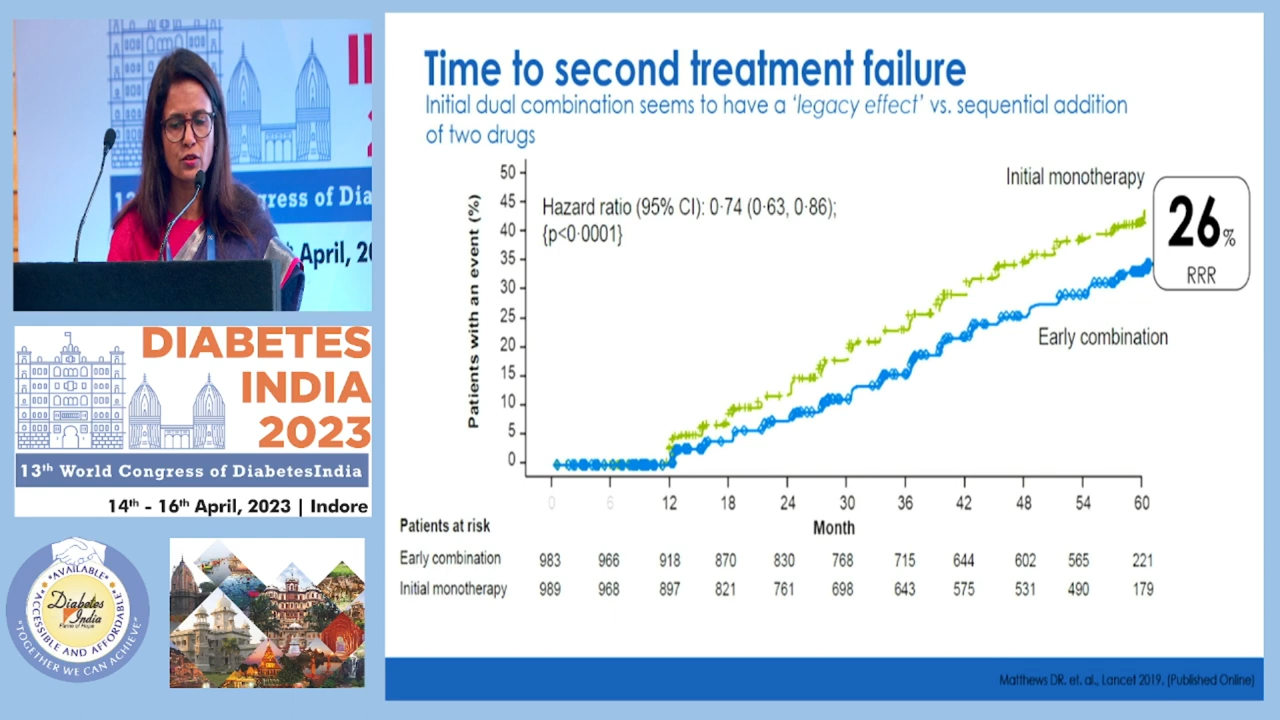 13
gress of Dia
April, 20
DIABETES
INDIA
2023
13th World Congress of DiabetesIndia
14th - 16th April, 2023 | Indore
"AVAILABLE"
"ACCESSIBLE AND AFFORDABLE"
Diabetes
India
"TOGETHER WE CAN ACHIEVE"
Time to second treatment failure
Initial dual combination seems to have a 'legacy effect' vs. sequential addition
of two drugs
Patients with an event (%)
50
45
40
35
30
25
20
15
10
5
0
Hazard ratio (95% CI): 0·74 (0·63, 0·86);
{p<0·0001}
Initial monotherapy
26%
RRR
Early combination
0 6 12 18 24 30 36 42 48 54 60
Month
Patients at risk
Early combination 983 966 918 870 830 768 715 644 602 565 221
Initial monotherapy 989 968 897 821 761 698 643 575 531 490 179
Matthews DR, et. al., Lancet 2019. (Published Online)